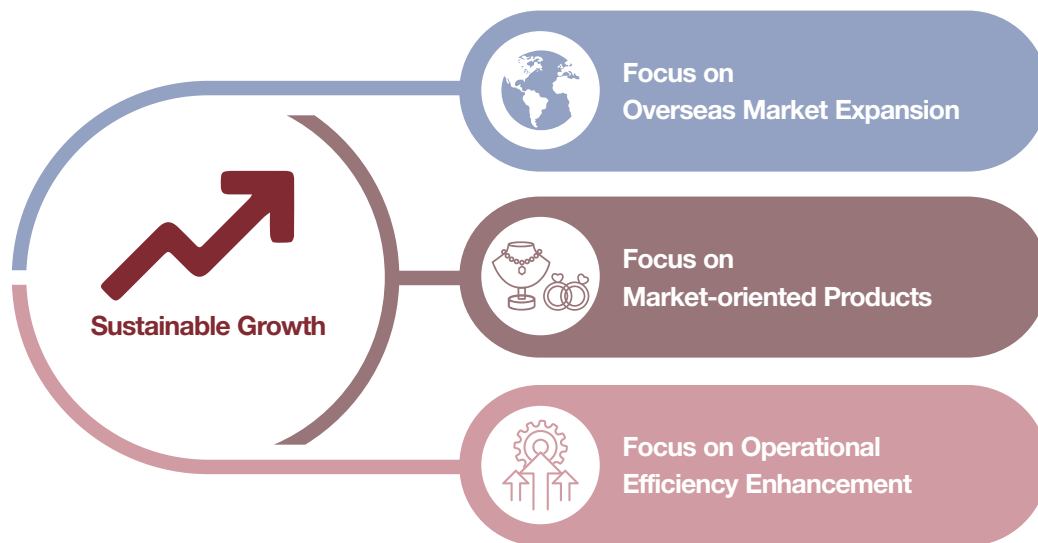 Focus on
Overseas Market Expansion
Sustainable Growth
Focus on
Market-oriented Products
Focus on Operational
Efficiency Enhancement